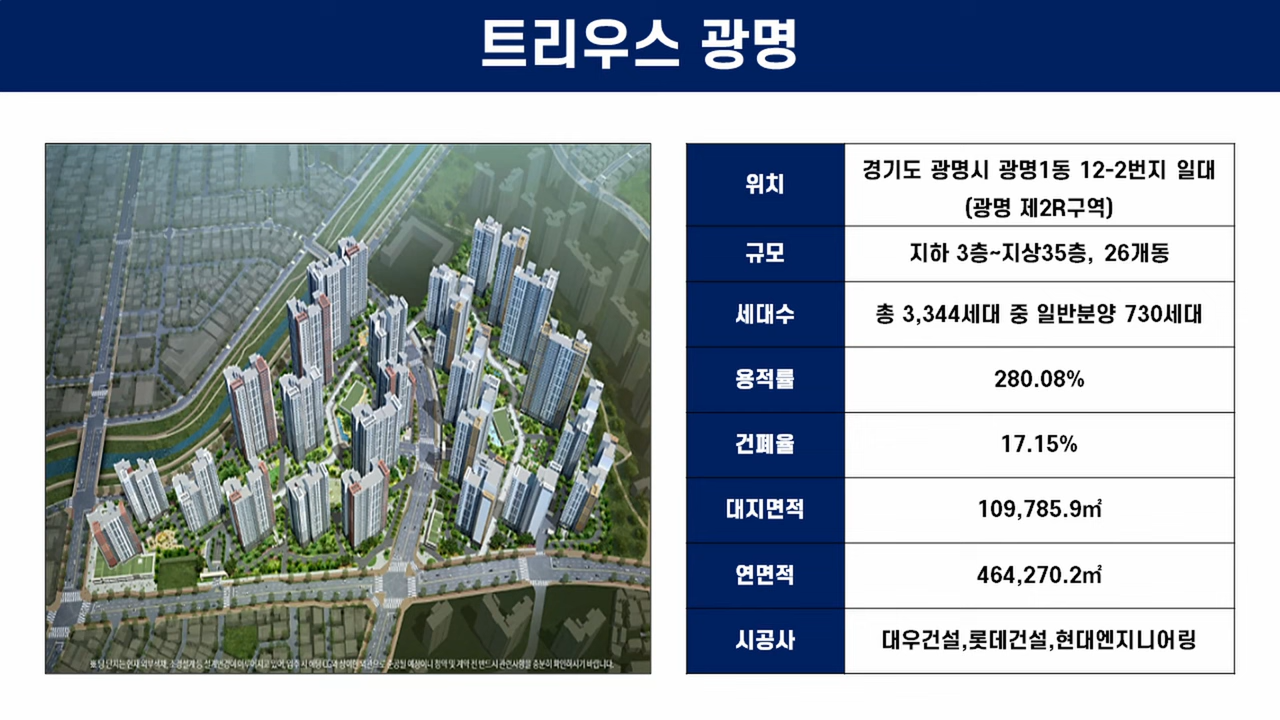 트리우스 광명
위치
경기도 광명시 광명1동 12-2번지 일대
(광명 제2R구역)
규모
지하 3층~지상35층, 26개동
세대수
총 3,344세대 중 일반분양 730세대
용적률
280.08%
건폐율
17.15%
대지면적
109,785.9㎡
연면적
464,270.2㎡
시공사
대우건설,롯데건설,현대엔지니어링